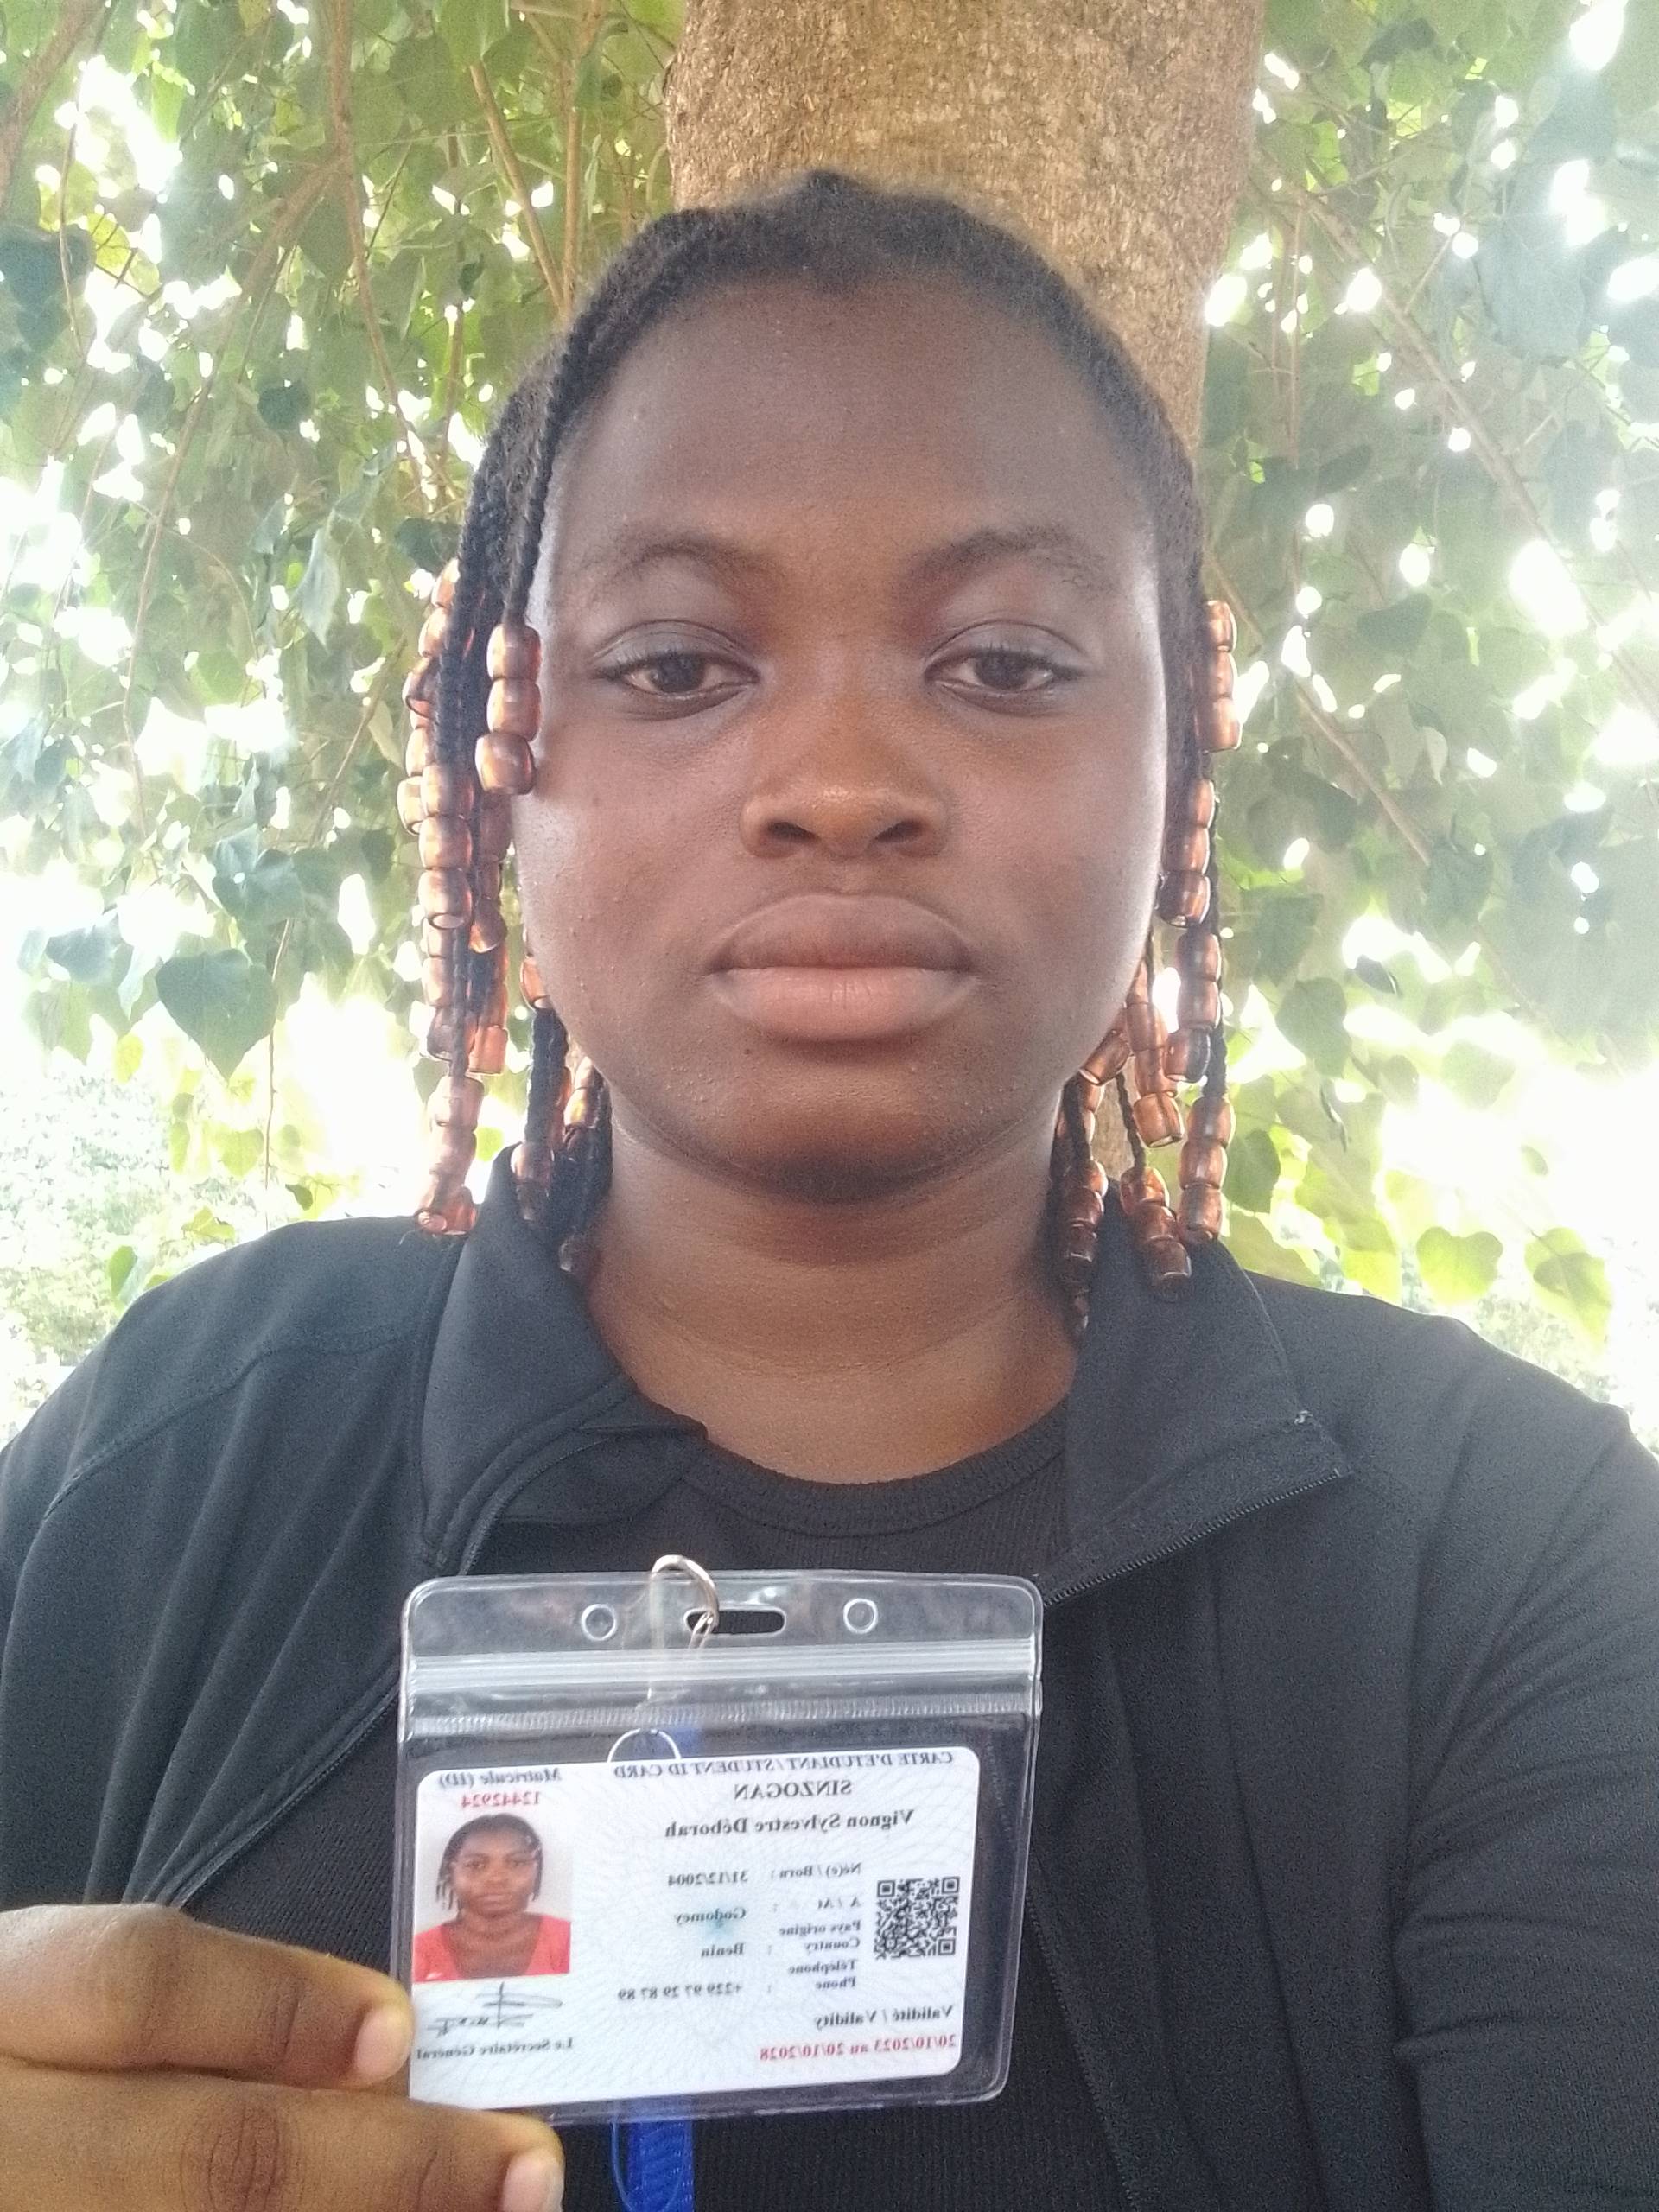 CARTE D'ETUDIANT / STUDENT ID CARD
Matricule (ID)
12442924
SINZOGAN
Vignon Sylvestre Déborah
Né(e) / Born : 31/12/2004
A / At : Godomey
Pays origine
Country : Benin
Téléphone
Phone : +229 97 29 87 89
Validité / Validity
20/10/2023 au 20/10/2028
Le Secrétaire Général